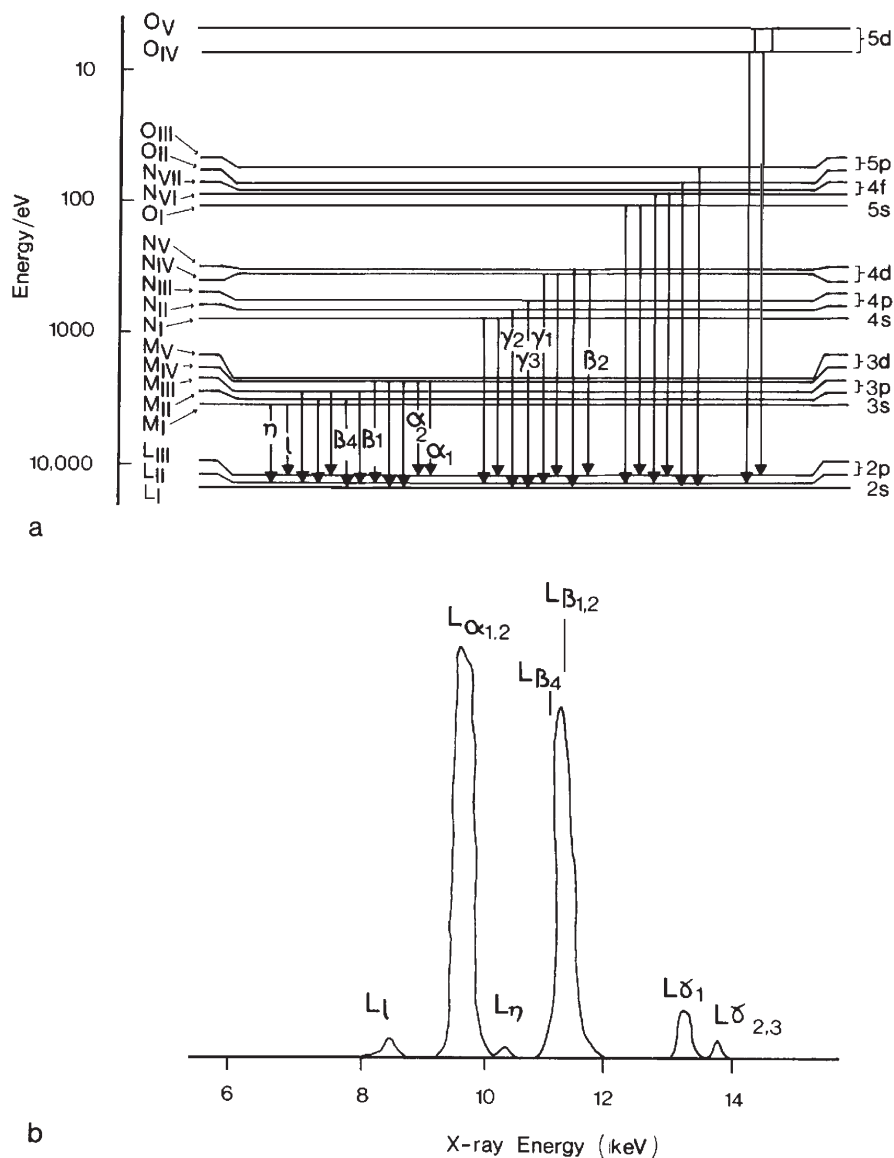 OV
OIV
10
OIII
OII
NVII
NVI
OI
100
NV
NIV
NIII
NII
NI
1000
MV
MIV
MIII
MII
MI
LIII
LII
LI
10.000
Energy/eV
5d
5p
4f
5s
4d
4p
4s
3d
3p
3s
2p
2s
η l β4 β1 α2 α1
γ2 γ3 γ1 β2
a
Lα1,2
Lβ1,2
Lβ4
Ll
Lη
Lγ1
Lγ2,3
6 8 10 12 14
X-ray Energy (keV)
b